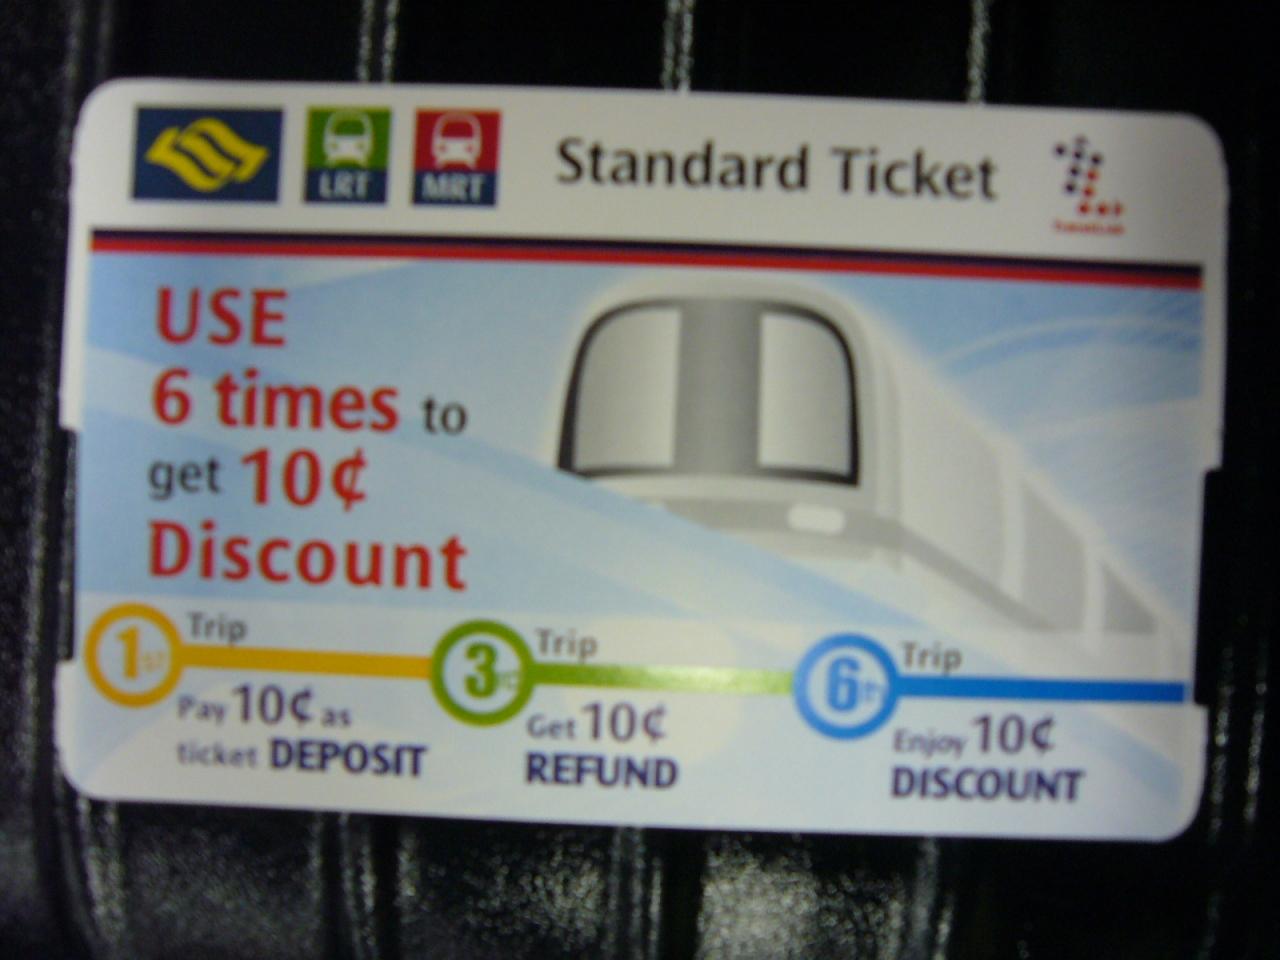 LRT MRT Standard Ticket
TransitLink
USE
6 times to
get 10¢
Discount
1st Trip 3rd Trip 6th Trip
Pay 10¢ as
ticket DEPOSIT
Get 10¢
REFUND
Enjoy 10¢
DISCOUNT